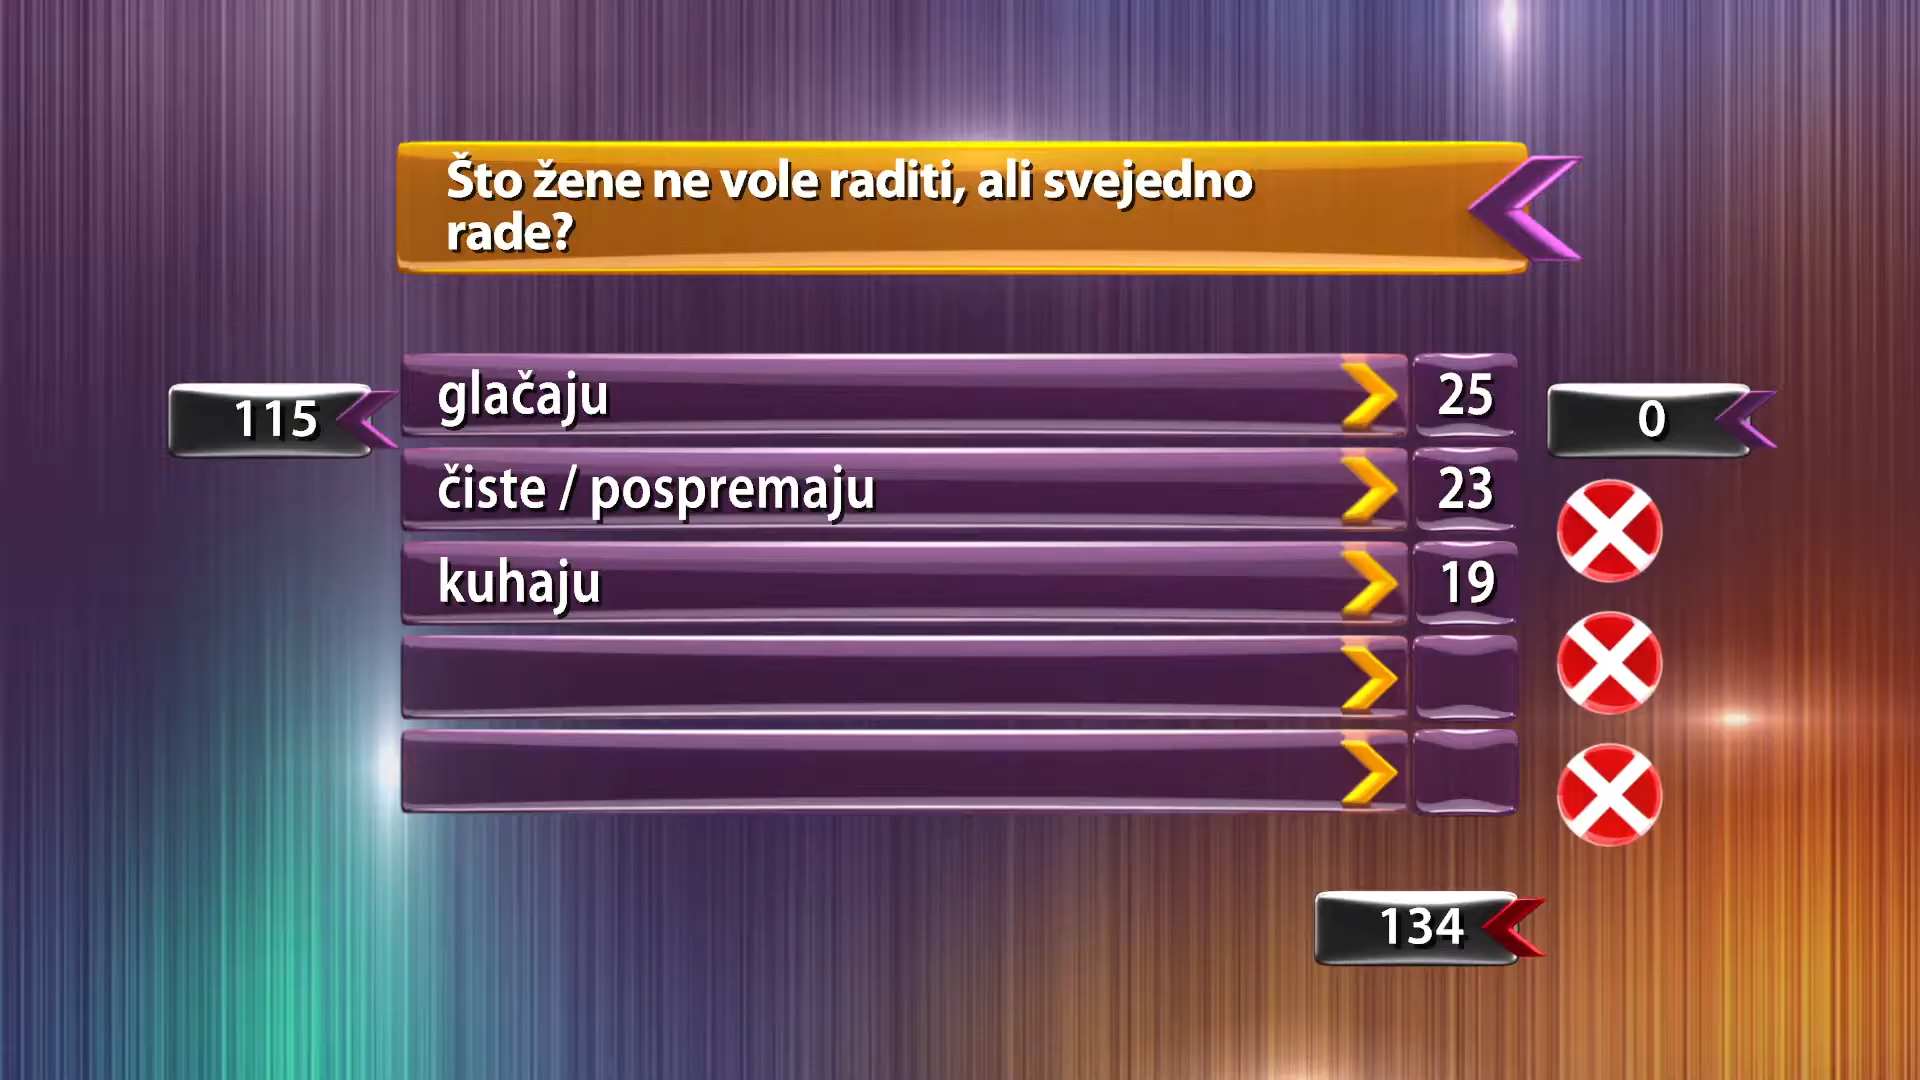 Što žene ne vole raditi, ali svejedno
rade?
115
glačaju 25
0
čiste / pospremaju 23
kuhaju 19
134